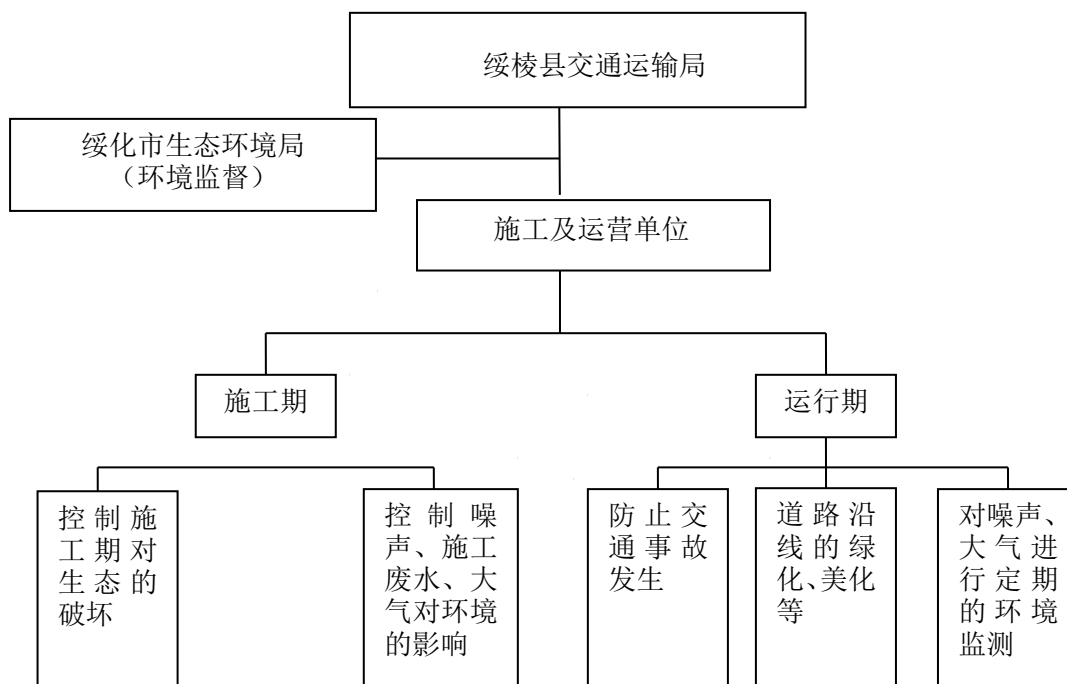 绥棱县交通运输局
绥化市生态环境局
（环境监督）
施工及运营单位
施工期
运行期
控制施
工期对
生态的
破坏
控制噪
声、施工
废水、大
气对环境
的影响
防止交
通事故
发生
道路沿
线的绿
化、美化
等
对噪声、
大气进
行定期
的环境
监测